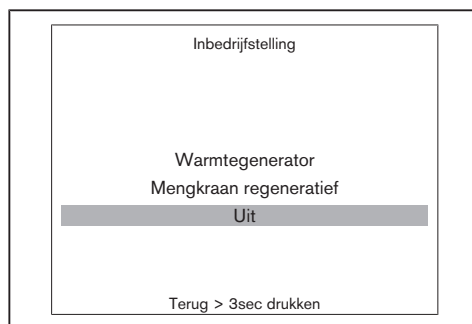 Inbedrijfstelling
Warmtegenerator
Mengkraan regeneratief
Uit
Terug > 3sec drukken